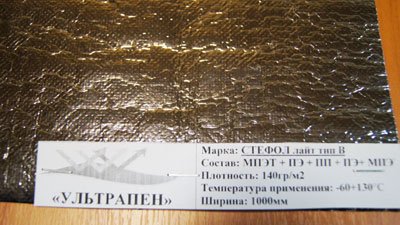 «УЛЬТРАПЕН»
Марка: СТЕФОЛ лайт тип В
Состав: МПЭТ + ПЭ + ПП + ПЭ+ МПЭ
Плотность: 140гр/м2
Температура применения: -60+130°С
Ширина: 1000мм